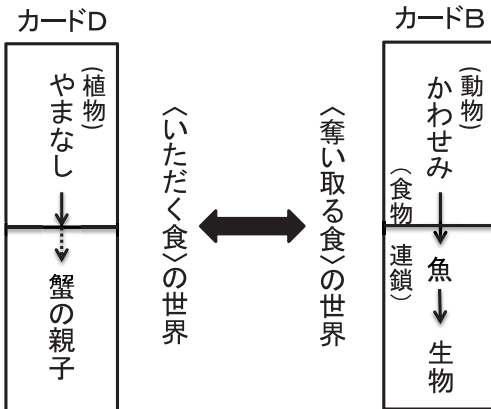 カードB
(動物)
かわせみ
(食物連鎖)
魚
生物
〈奪い取る食〉の世界
〈いただく食〉の世界
カードD
(植物)
やまなし
蟹の親子